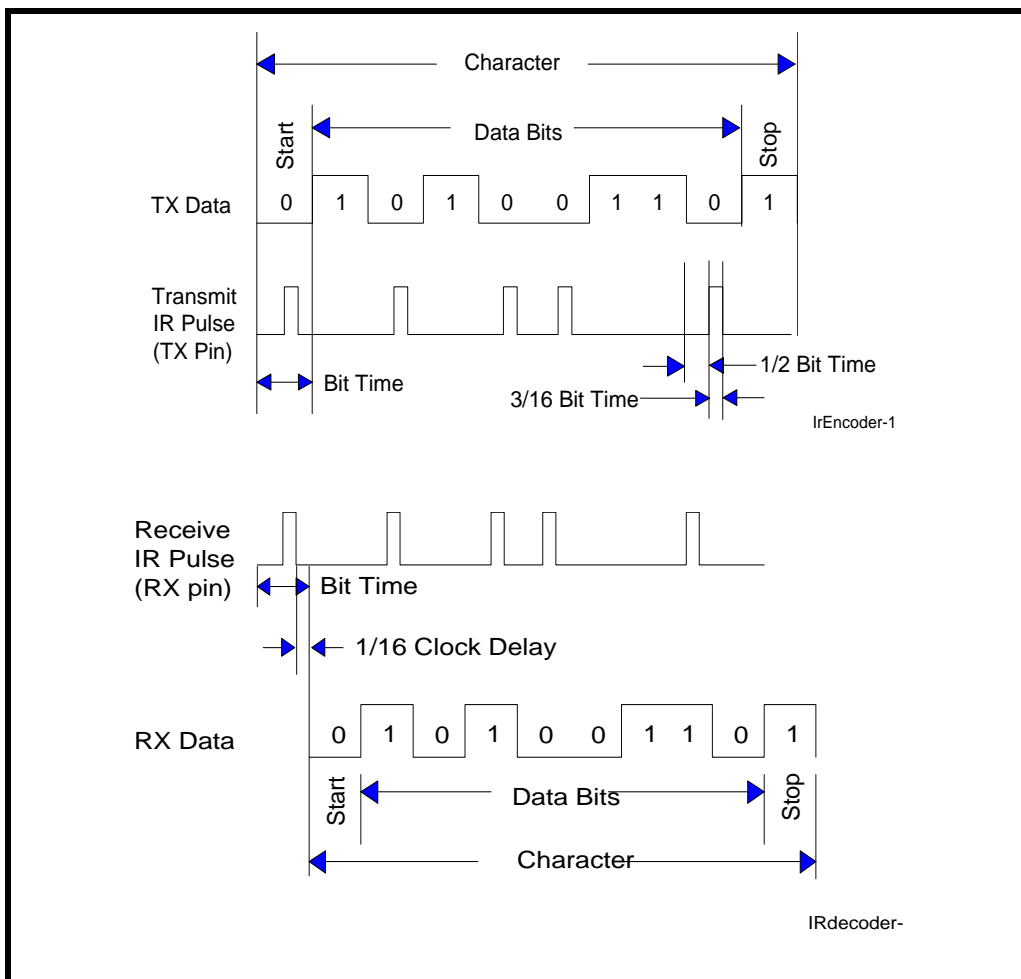 Character
Start
Data Bits
Stop
TX Data
0 1 0 1 0 0 1 1 0 1
Transmit
IR Pulse
(TX Pin)
Bit Time
1/2 Bit Time
3/16 Bit Time
IrEncoder-1
Receive
IR Pulse
(RX pin)
Bit Time
1/16 Clock Delay
RX Data
0 1 0 1 0 0 1 1 0 1
Start
Data Bits
Stop
Character
IRdecoder-